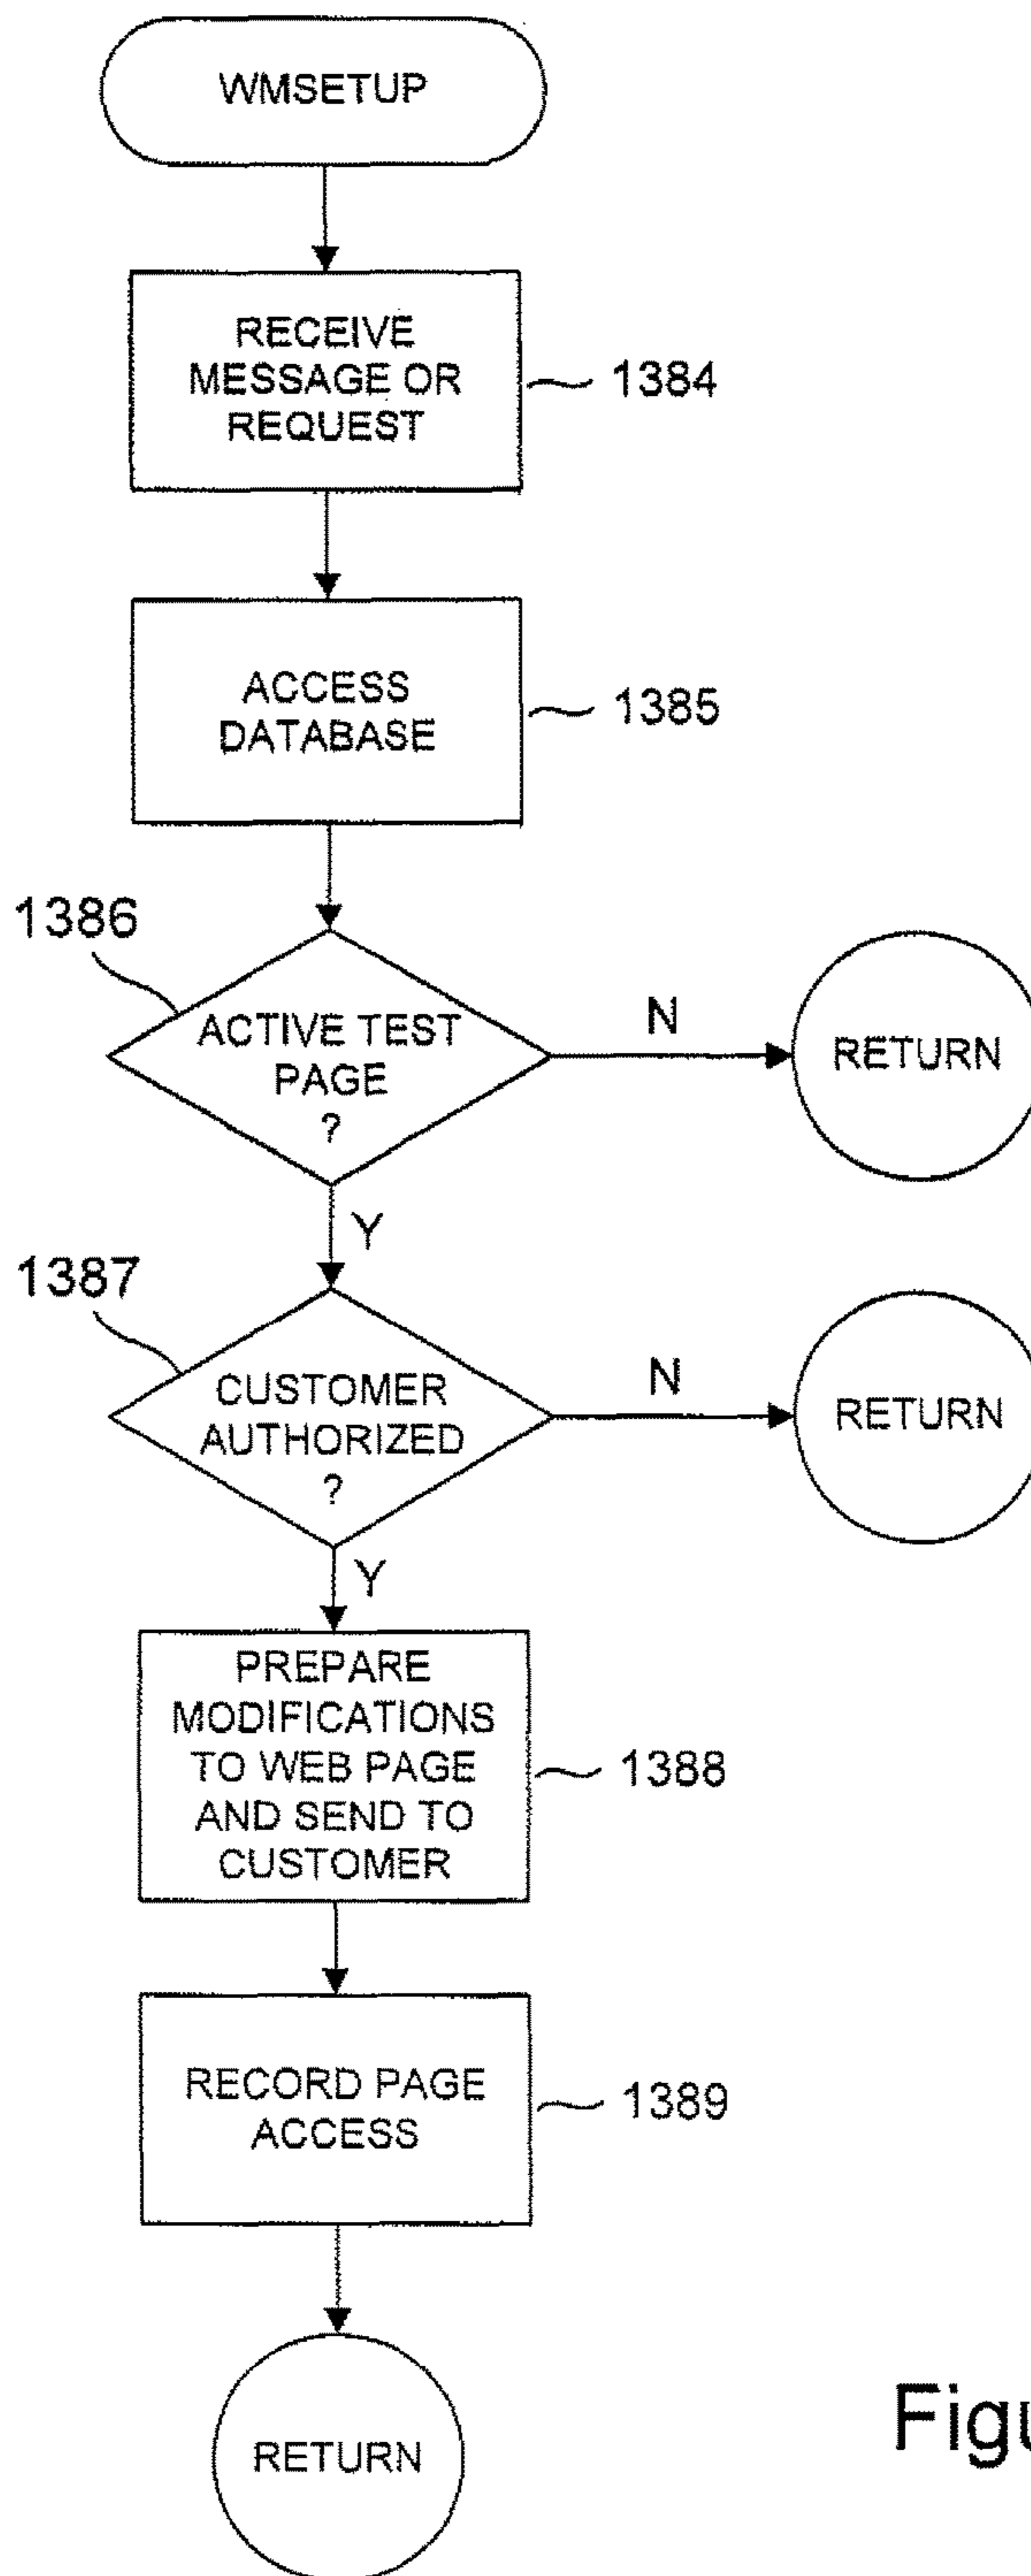 WMSETUP
RECEIVE
MESSAGE OR
REQUEST
1384
ACCESS
DATABASE
1385
1386
ACTIVE TEST
PAGE
?
N
RETURN
Y
1387
CUSTOMER
AUTHORIZED
?
N
RETURN
Y
PREPARE
MODIFICATIONS
TO WEB PAGE
AND SEND TO
CUSTOMER
1388
RECORD PAGE
ACCESS
1389
RETURN